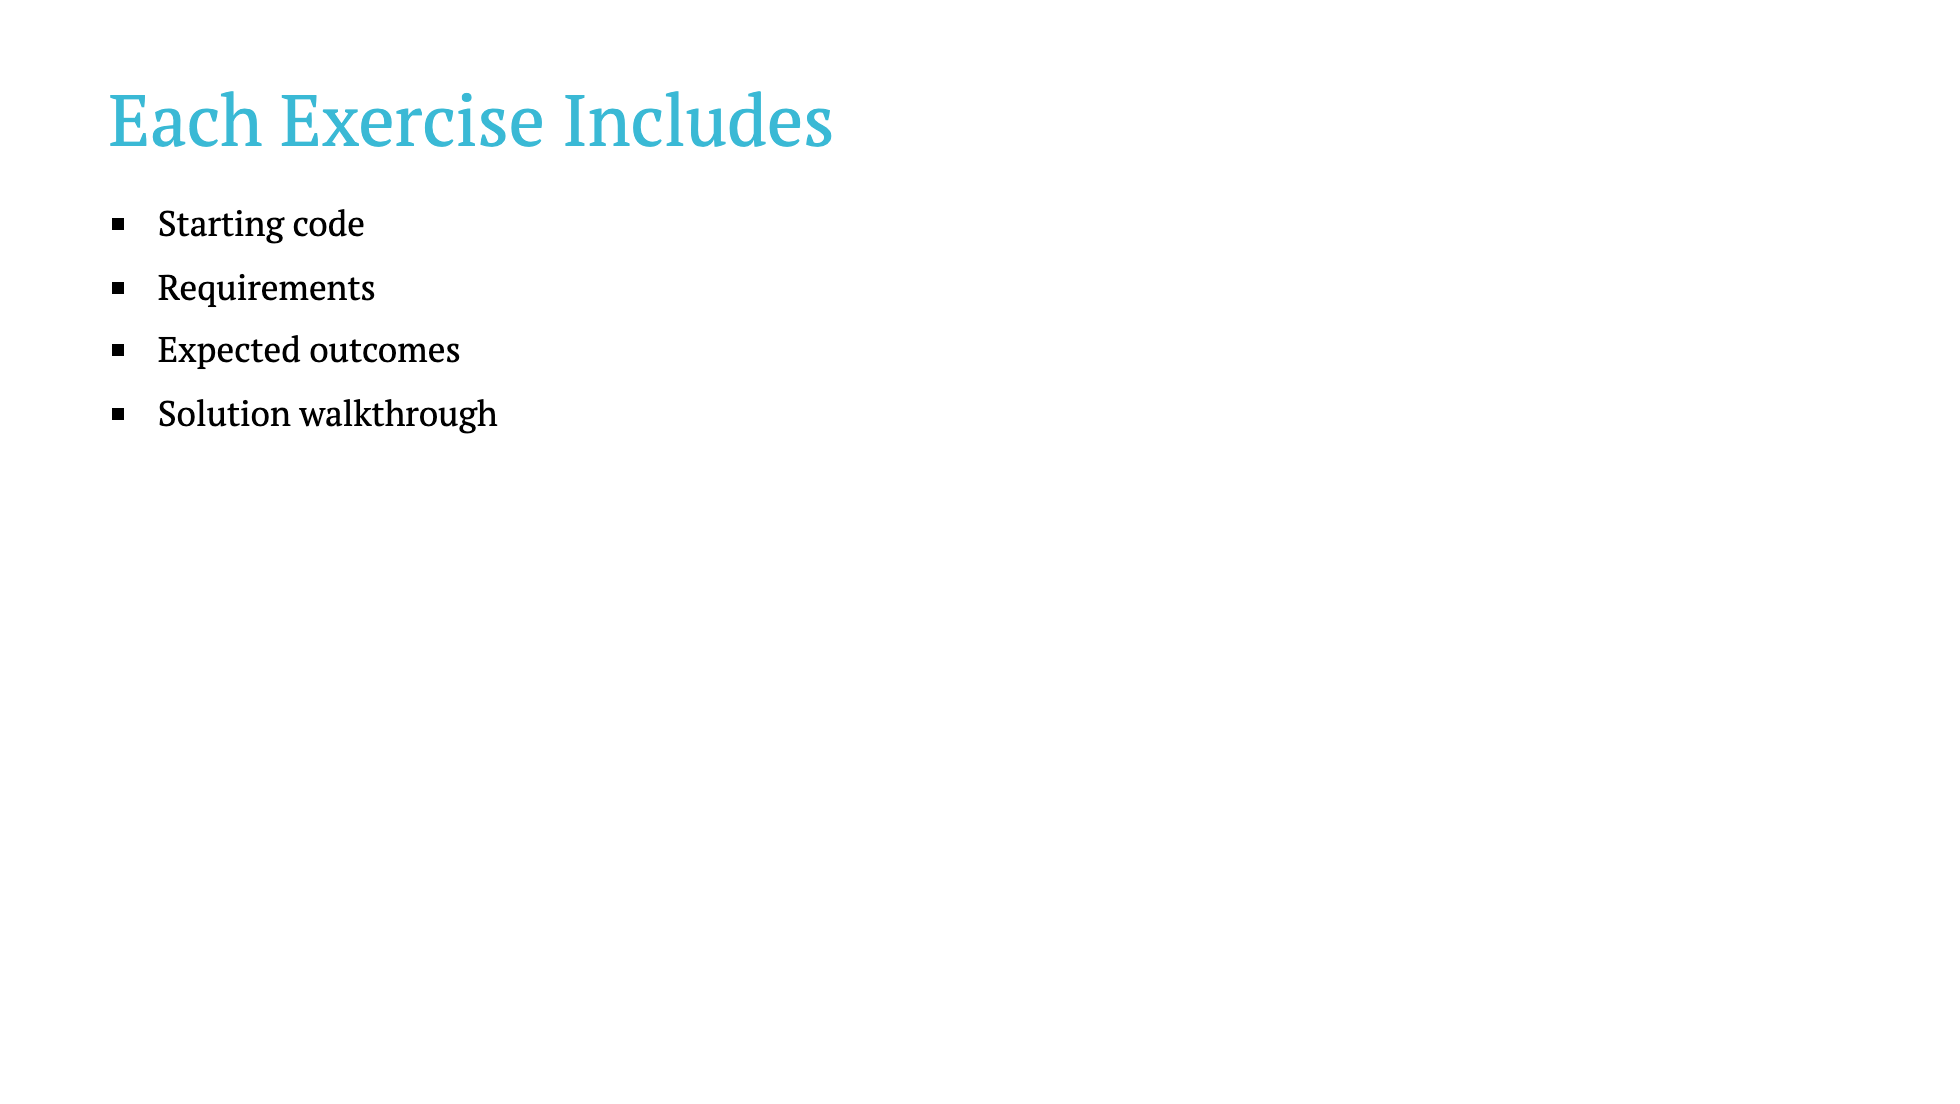 Each Exercise Includes
▪ Starting code
▪ Requirements
▪ Expected outcomes
▪ Solution walkthrough